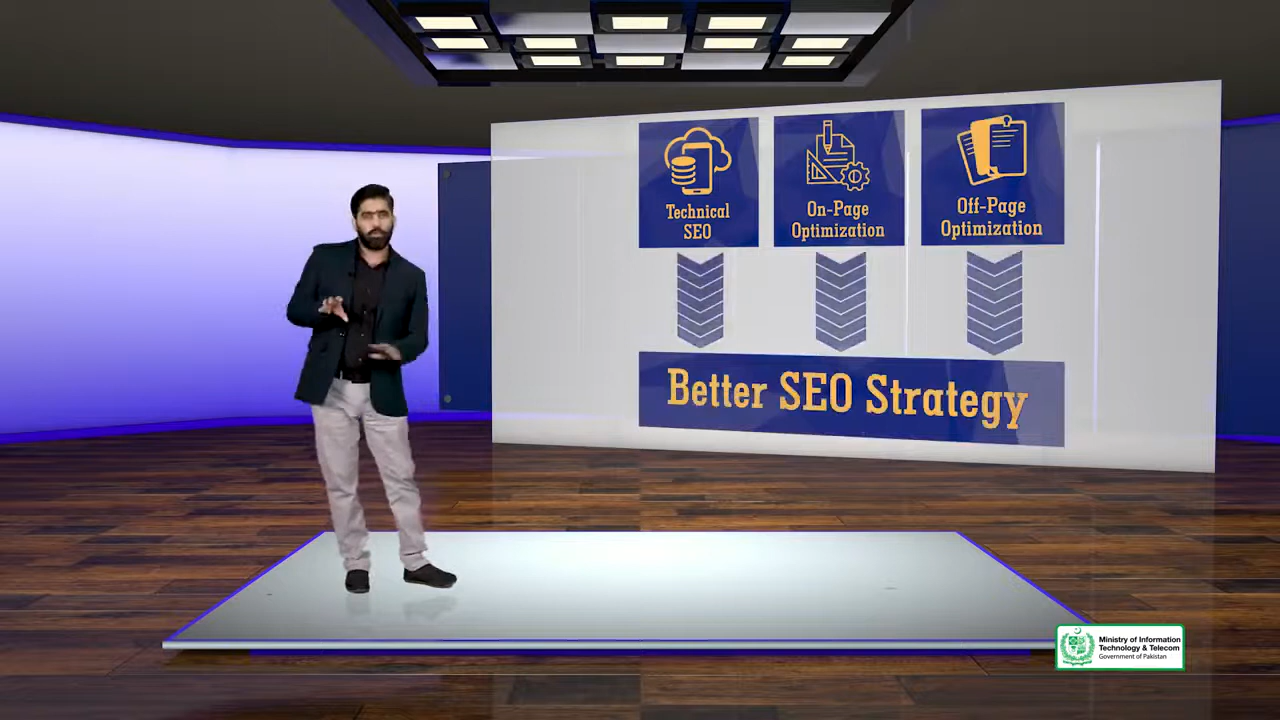 Technical
SEO
On-Page
Optimization
Off-Page
Optimization
Better SEO Strategy
Ministry of Information
Technology & Telecom
Government of Pakistan